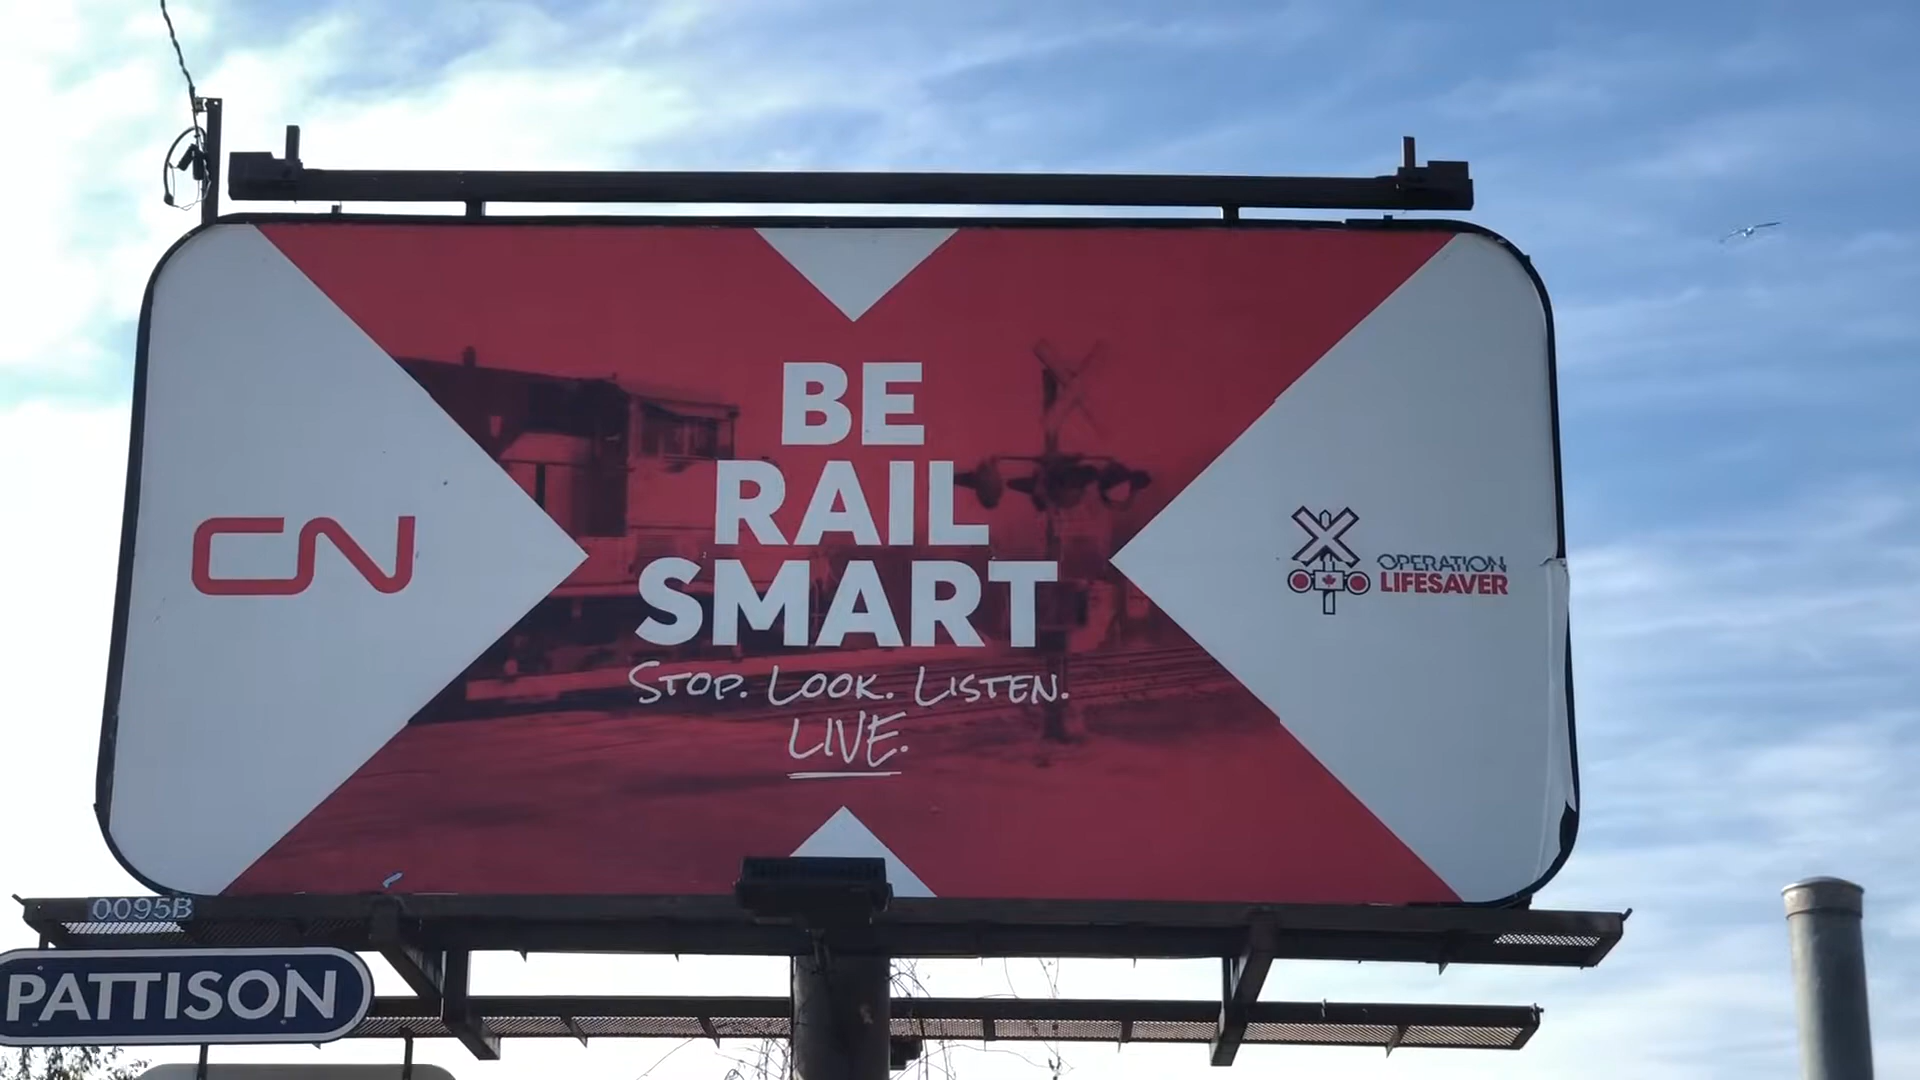 BE
RAIL
SMART
STOP. LOOK. LISTEN.
LIVE.
CN
OPERATION
LIFESAVER
0095B
PATTISON